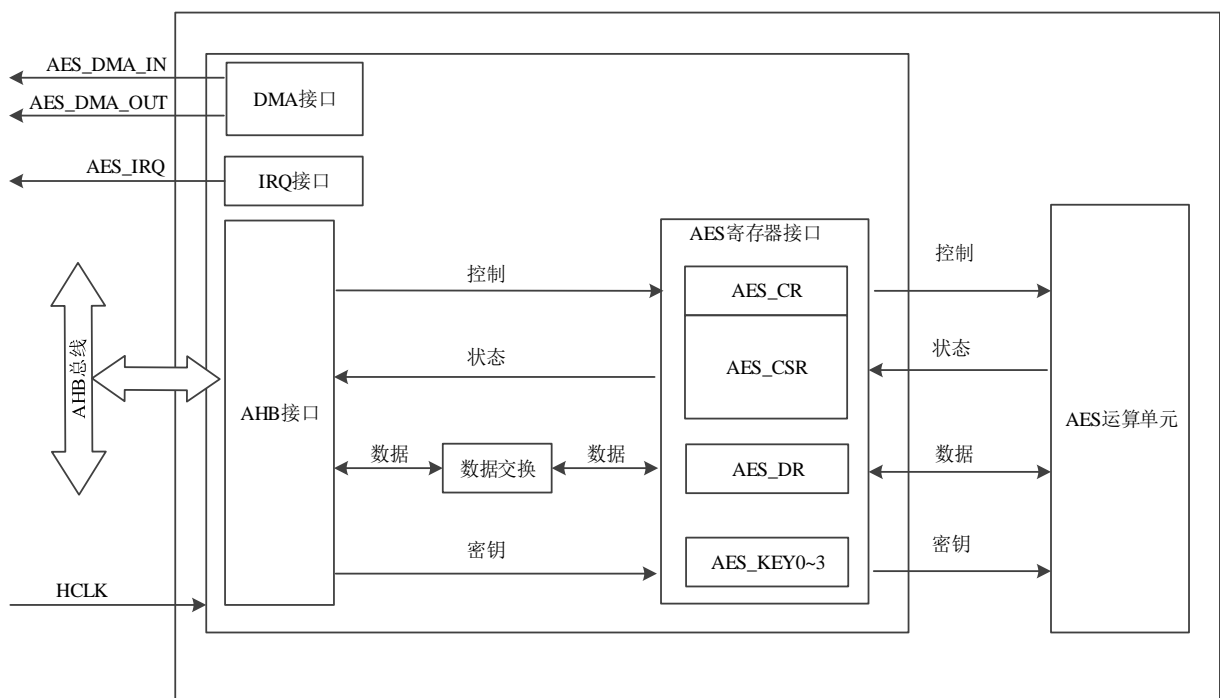 AES_DMA_IN
AES_DMA_OUT
DMA接口
AES_IRQ
IRQ接口
AES寄存器接口
控制
控制
AES_CR
状态
状态
AES_CSR
AHB总线
AHB接口
AES运算单元
数据
数据交换
数据
AES_DR
数据
密钥
AES_KEY0~3
密钥
HCLK